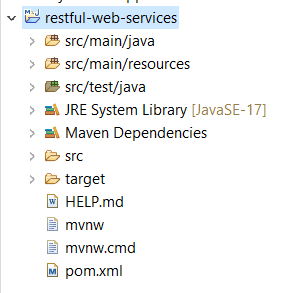 restful-web-services
src/main/java
src/main/resources
src/test/java
JRE System Library [JavaSE-17]
Maven Dependencies
src
target
HELP.md
mvnw
mvnw.cmd
pom.xml